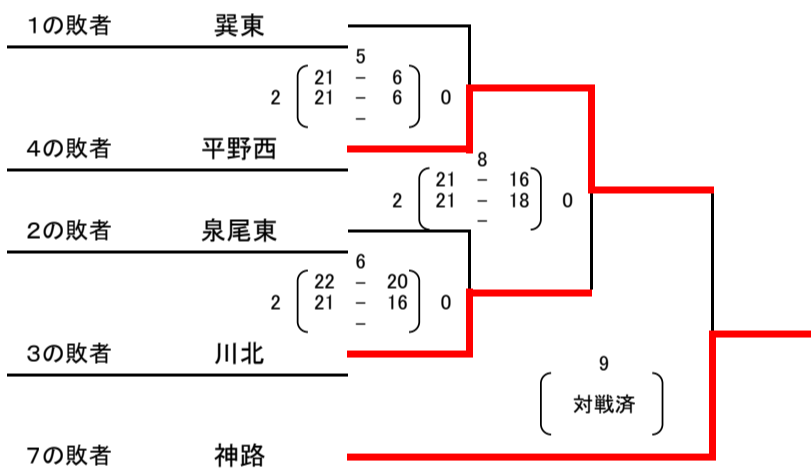 1の敗者 巽東
5
2 21 − 6 0
21 − 6
−
4の敗者 平野西
8
2 21 − 16 0
21 − 18
−
2の敗者 泉尾東
6
2 22 − 20 0
21 − 16
−
3の敗者 川北
9
対戦済
7の敗者 神路